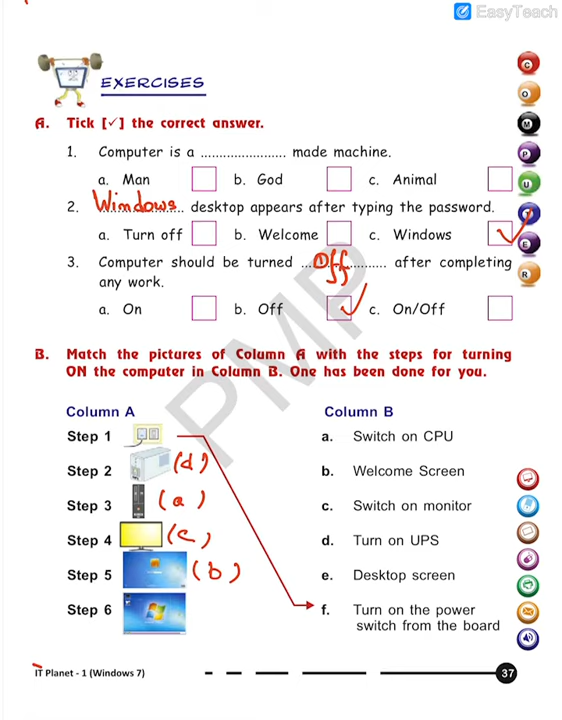 EasyTeach
EXERCISES
A. Tick [✓] the correct answer.
1. Computer is a ....................... made machine.
a. Man b. God c. Animal
2. Windows desktop appears after typing the password.
a. Turn off b. Welcome c. Windows ✓
3. Computer should be turned ...Off.......... after completing
any work.
a. On b. Off ✓ c. On/Off
B. Match the pictures of Column A with the steps for turning
ON the computer in Column B. One has been done for you.
Column A Column B
Step 1 a. Switch on CPU
Step 2 (d) b. Welcome Screen
Step 3 (a) c. Switch on monitor
Step 4 (c) d. Turn on UPS
Step 5 (b) e. Desktop screen
Step 6 f. Turn on the power
switch from the board
PMP
C
O
M
P
U
T
E
R
IT Planet - 1 (Windows 7) 37